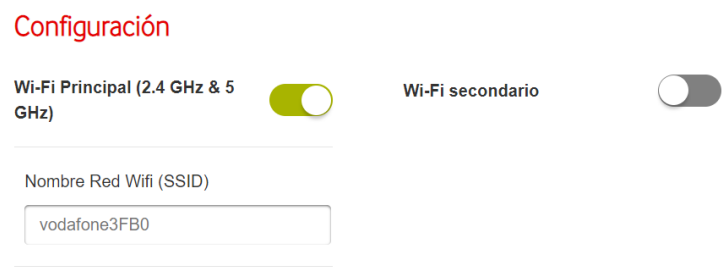 Configuración
Wi-Fi Principal (2.4 GHz & 5
GHz)
Wi-Fi secondario
Nombre Red Wifi (SSID)
vodafone3FB0